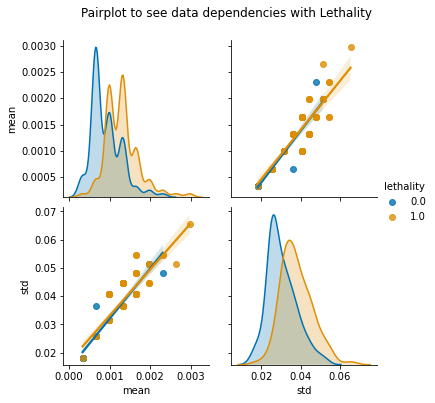 Pairplot to see data dependencies with Lethality
0.0030
0.0025
0.0020
0.0015
0.0010
0.0005
mean
lethality
0.0
1.0
0.07
0.06
0.05
0.04
0.03
0.02
std
0.000 0.001 0.002 0.003
mean
0.02 0.04 0.06
std